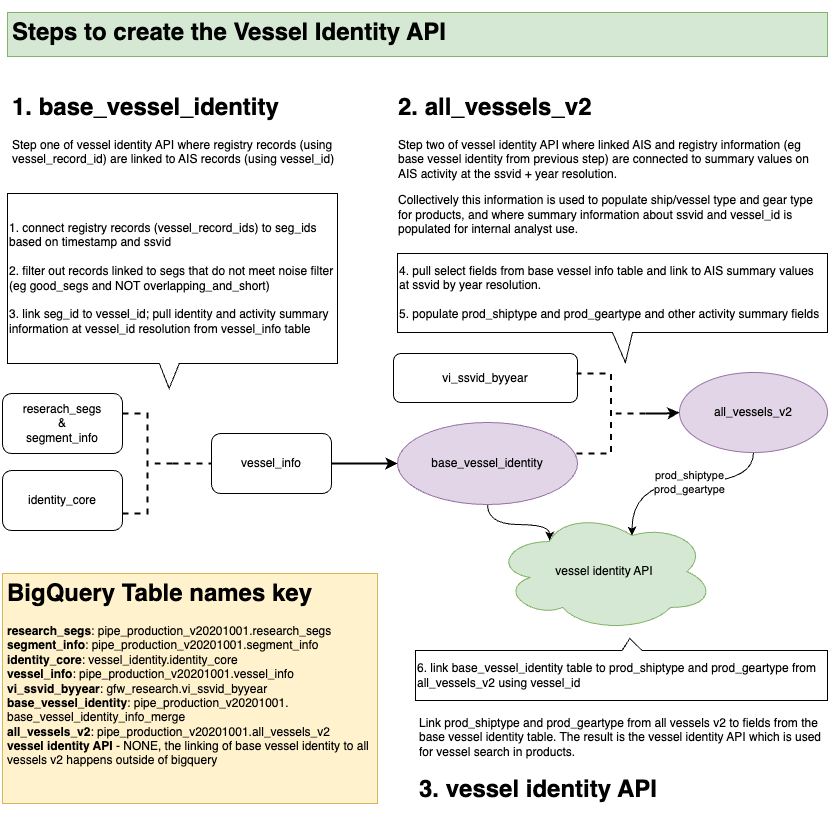 Steps to create the Vessel Identity API
1. base_vessel_identity
Step one of vessel identity API where registry records (using
vessel_record_id) are linked to AIS records (using vessel_id)
1. connect registry records (vessel_record_ids) to seg_ids
based on timestamp and ssvid
2. filter out records linked to segs that do not meet noise filter
(eg good_segs and NOT overlapping_and_short)
3. link seg_id to vessel_id; pull identity and activity summary
information at vessel_id resolution from vessel_info table
reserach_segs
&
segment_info
identity_core
vessel_info
2. all_vessels_v2
Step two of vessel identity API where linked AIS and registry information (eg
base vessel identity from previous step) are connected to summary values on
AIS activity at the ssvid + year resolution.
Collectively this information is used to populate ship/vessel type and gear type
for products, and where summary information about ssvid and vessel_id is
populated for internal analyst use.
4. pull select fields from base vessel info table and link to AIS summary values
at ssvid by year resolution.
5. populate prod_shiptype and prod_geartype and other activity summary fields
vi_ssvid_byyear
base_vessel_identity
all_vessels_v2
prod_shiptype
prod_geartype
vessel identity API
6. link base_vessel_identity table to prod_shiptype and prod_geartype from
all_vessels_v2 using vessel_id
Link prod_shiptype and prod_geartype from all vessels v2 to fields from the
base vessel identity table. The result is the vessel identity API which is used
for vessel search in products.
3. vessel identity API
BigQuery Table names key
research_segs: pipe_production_v20201001.research_segs
segment_info: pipe_production_v20201001.segment_info
identity_core: vessel_identity.identity_core
vessel_info: pipe_production_v20201001.vessel_info
vi_ssvid_byyear: gfw_research.vi_ssvid_byyear
base_vessel_identity: pipe_production_v20201001.
base_vessel_identity_info_merge
all_vessels_v2: pipe_production_v20201001.all_vessels_v2
vessel identity API - NONE, the linking of base vessel identity to all
vessels v2 happens outside of bigquery